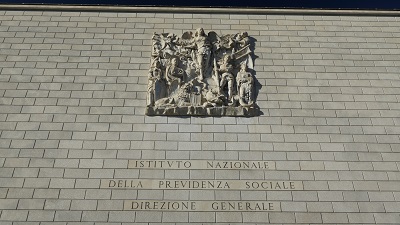 ISTITVTO NAZIONALE
DELLA PREVIDENZA SOCIALE
DIREZIONE GENERALE